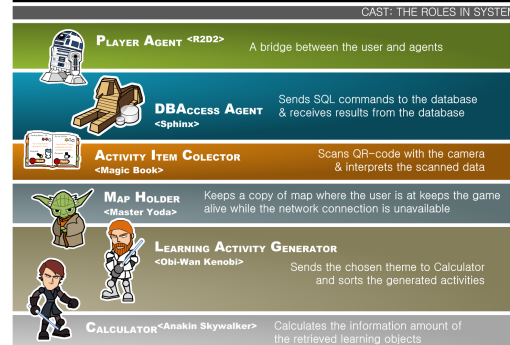 CAST: THE ROLES IN SYSTEM
PLAYER AGENT <R2D2>
A bridge between the user and agents
DBACCESS AGENT
<Sphinx>
Sends SQL commands to the database
& receives results from the database
ACTIVITY ITEM COLECTOR
<Magic Book>
Scans QR-code with the camera
& interprets the scanned data
MAP HOLDER
<Master Yoda>
Keeps a copy of map where the user is at keeps the game
alive while the network connection is unavailable
LEARNING ACTIVITY GENERATOR
<Obi-Wan Kenobi>
Sends the chosen theme to Calculator
and sorts the generated activities
CALCULATOR <Anakin Skywalker>
Calculates the information amount of
the retrieved learning objects